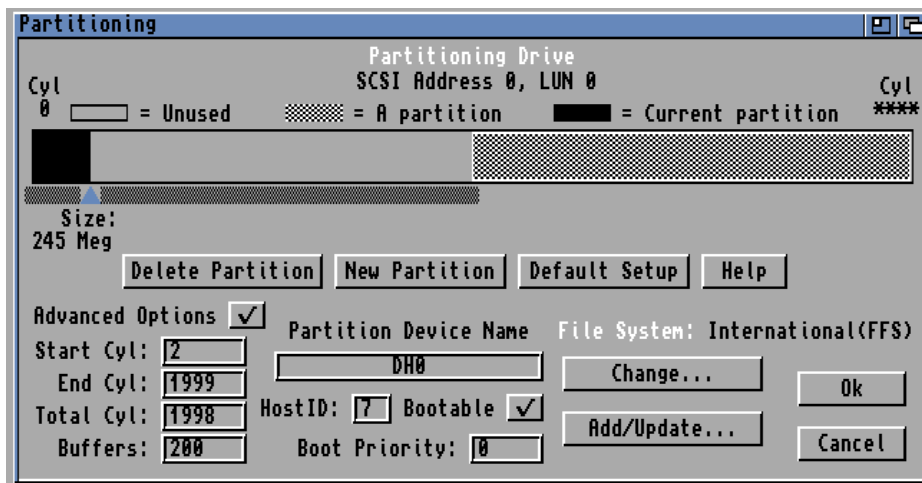 Partitioning
Partitioning Drive
SCSI Address 0, LUN 0
Cyl
0
Cyl
****
= Unused
= A partition
= Current partition
Size:
245 Meg
Delete Partition
New Partition
Default Setup
Help
Advanced Options
Start Cyl: 2
End Cyl: 1999
Total Cyl: 1998
Buffers: 200
Partition Device Name
DH0
HostID: 7 Bootable
Boot Priority: 0
File System: International(FFS)
Change...
Add/Update...
Ok
Cancel